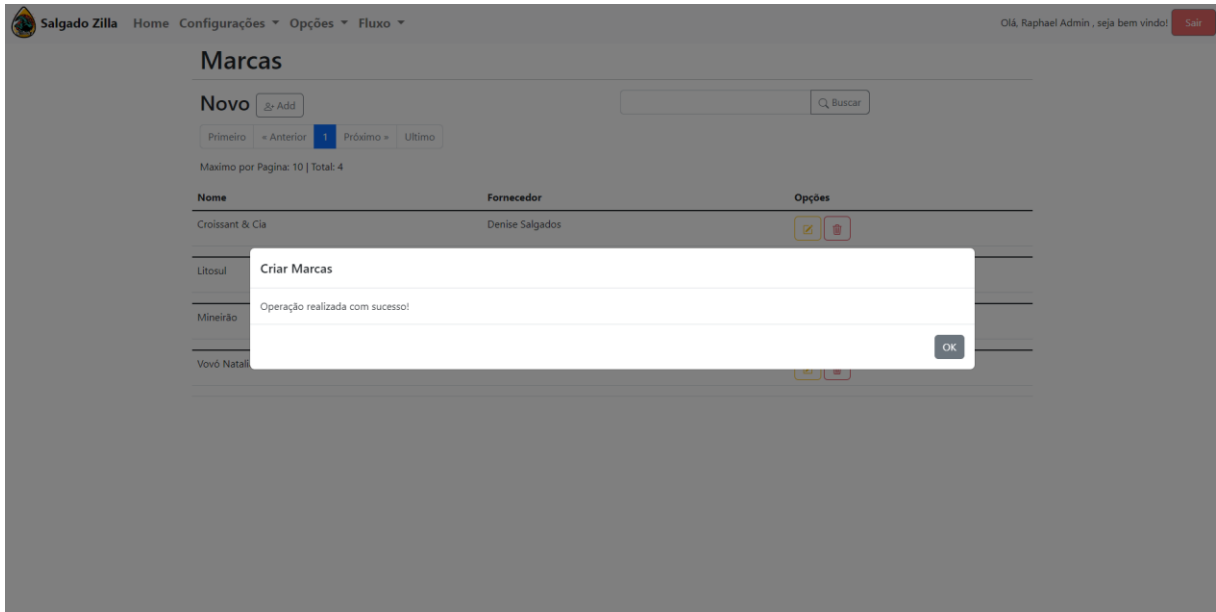 Salgado Zilla Home Configurações Opções Fluxo Olá, Raphael Admin , seja bem vindo! Sair
Marcas
Novo Add Buscar
Primeiro « Anterior 1 Próximo » Ultimo
Maximo por Pagina: 10 | Total: 4
Nome Fornecedor Opções
Croissant & Cia Denise Salgados
Litosul
Criar Marcas
Operação realizada com sucesso!
Mineirão
OK
Vovó Natali